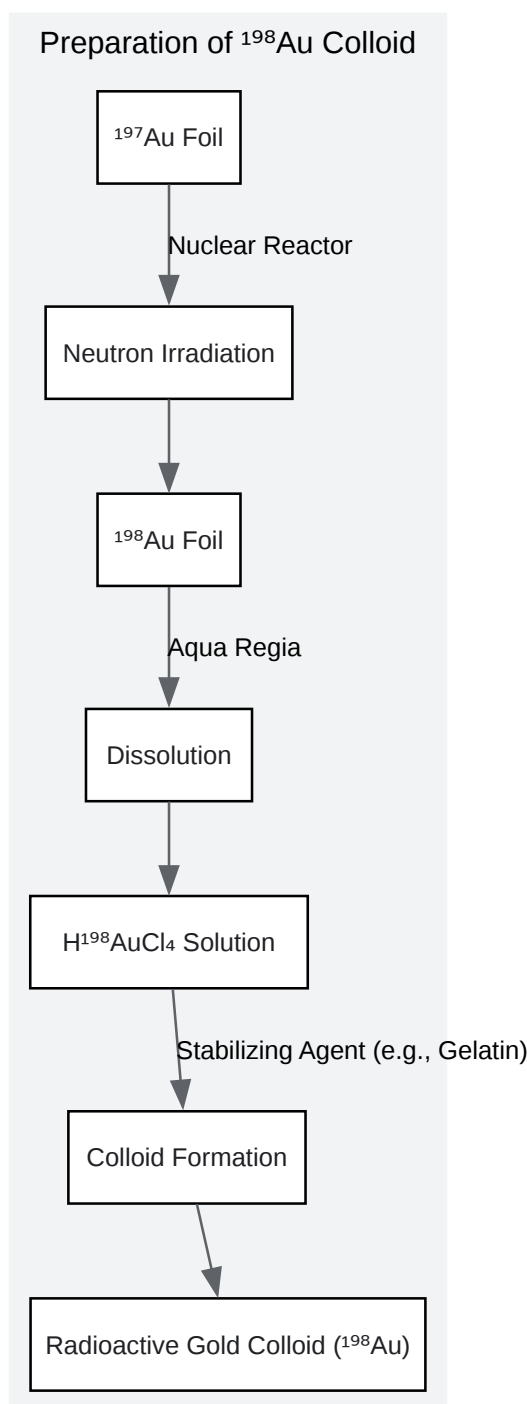 Preparation of ¹⁹⁸Au Colloid
¹⁹⁷Au Foil
Nuclear Reactor
Neutron Irradiation
¹⁹⁸Au Foil
Aqua Regia
Dissolution
H¹⁹⁸AuCl₄ Solution
Stabilizing Agent (e.g., Gelatin)
Colloid Formation
Radioactive Gold Colloid (¹⁹⁸Au)